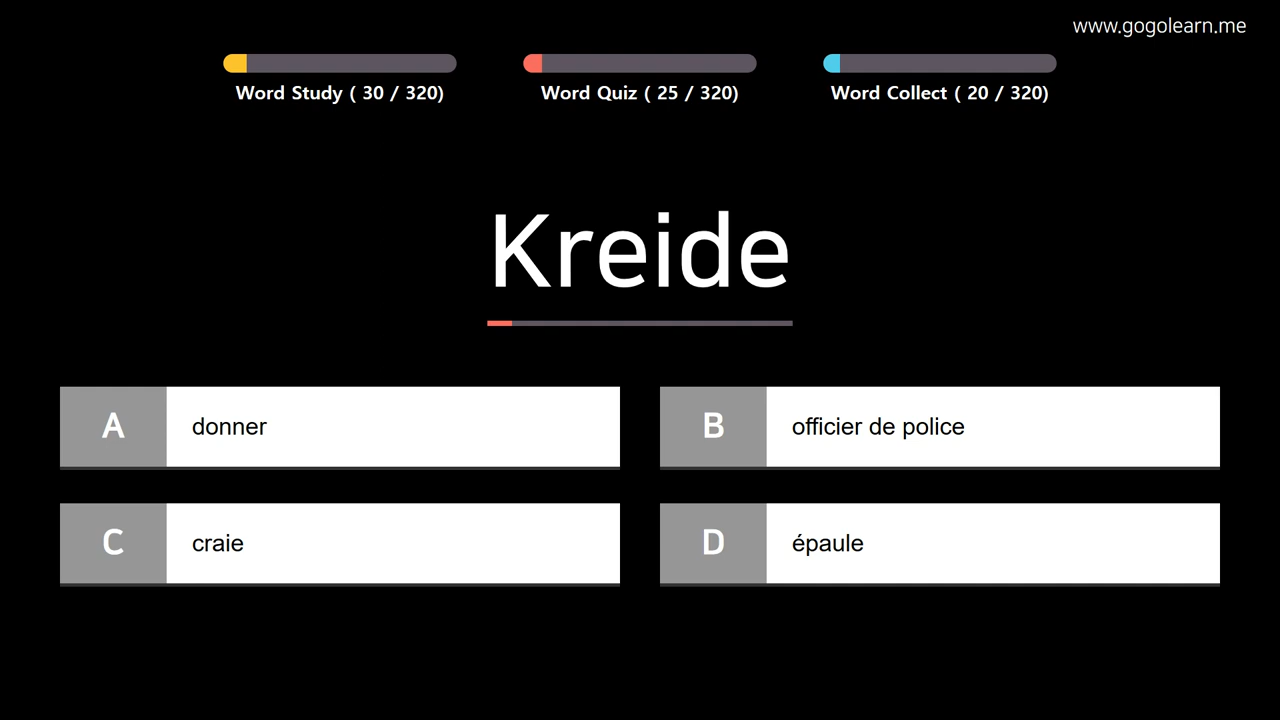 www.gogolearn.me
Word Study ( 30 / 320)
Word Quiz ( 25 / 320)
Word Collect ( 20 / 320)
Kreide
A donner
B officier de police
C craie
D épaule